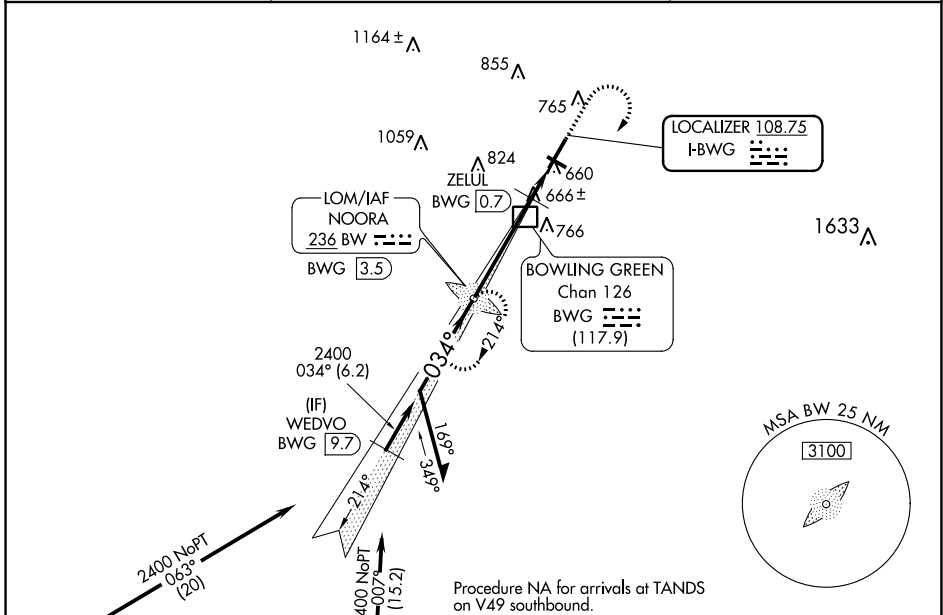 1164 ±
855
765
LOCALIZER 108.75
I-BWG
1059
824
660
ZELUL
BWG 0.7
666 ±
LOM/IAF
NOORA
236 BW
BWG 3.5
766
1633
BOWLING GREEN
Chan 126
BWG
(117.9)
214°
034°
2400
034° (6.2)
(IF)
WEDVO
BWG 9.7
169°
349°
214°
MSA BW 25 NM
3100
2400 NoPT
063°
(20)
400 NoPT
007°
(15.2)
Procedure NA for arrivals at TANDS
on V49 southbound.